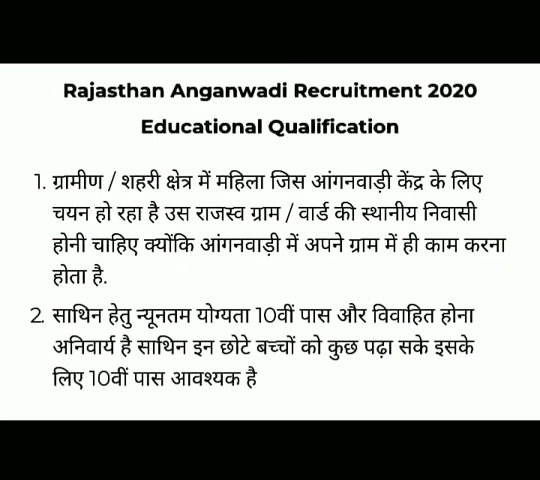 Rajasthan Anganwadi Recruitment 2020
Educational Qualification
1. ग्रामीण / शहरी क्षेत्र में महिला जिस आंगनवाड़ी केंद्र के लिए
चयन हो रहा है उस राजस्व ग्राम / वार्ड की स्थानीय निवासी
होनी चाहिए क्योंकि आंगनवाड़ी में अपने ग्राम में ही काम करना
होता है.
2. साथिन हेतु न्यूनतम योग्यता 10वीं पास और विवाहित होना
अनिवार्य है साथिन इन छोटे बच्चों को कुछ पढ़ा सके इसके
लिए 10वीं पास आवश्यक है